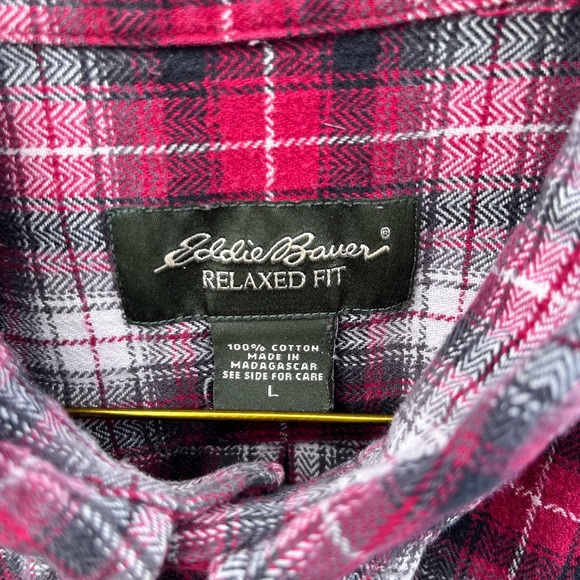 Eddie Bauer®
RELAXED FIT
100% COTTON
MADE IN
MADAGASCAR
SEE SIDE FOR CARE
L